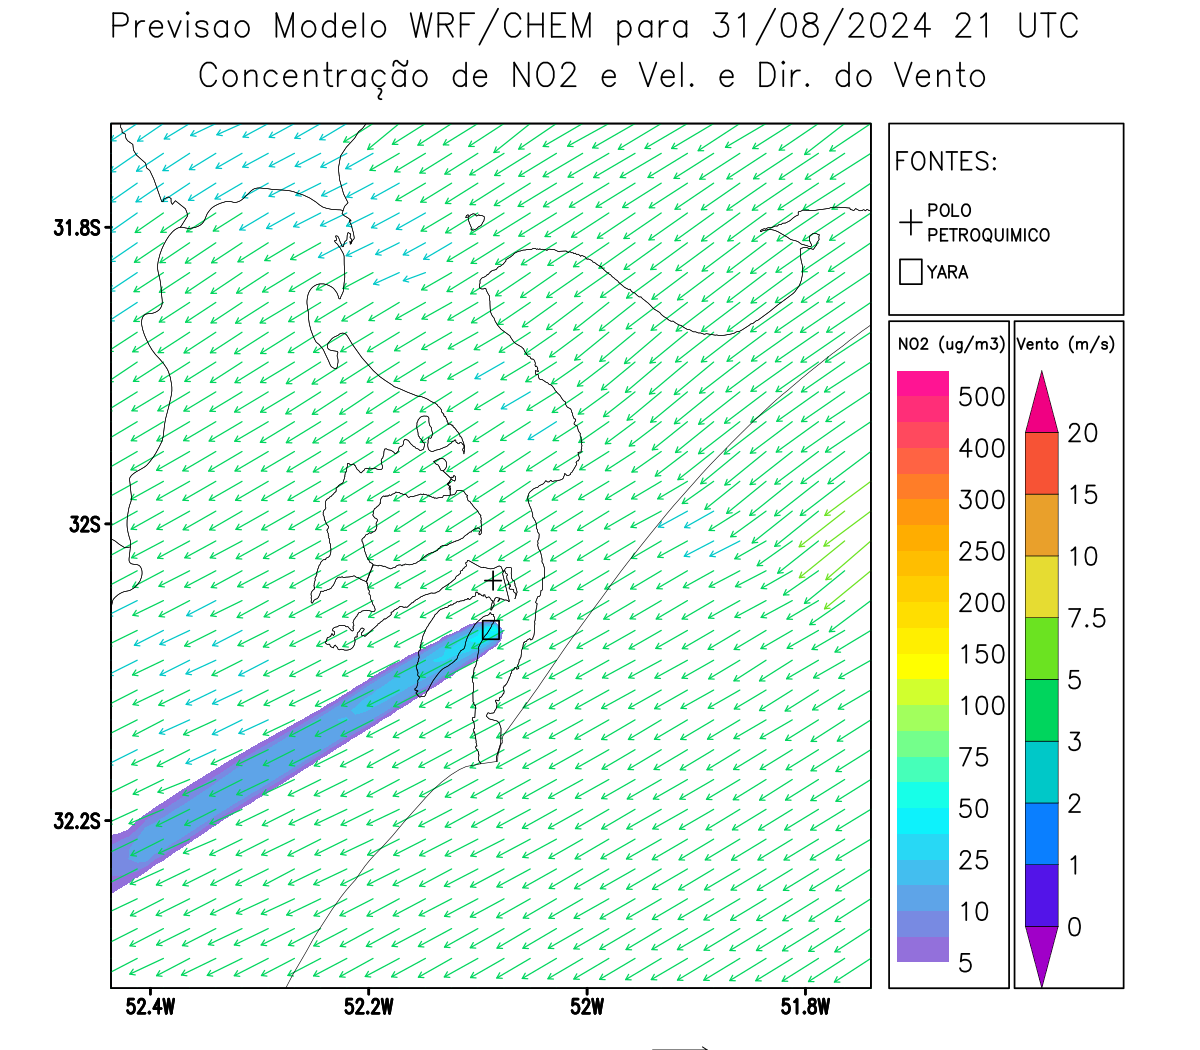 Previsao Modelo WRF/CHEM para 31/08/2024 21 UTC
Concentração de NO2 e Vel. e Dir. do Vento
FONTES:
POLO
PETROQUIMICO
YARA
31.8S
32S
32.2S
52.4W
52.2W
52W
51.8W
NO2 (ug/m3)
500
400
300
250
200
150
100
75
50
25
10
5
Vento (m/s)
20
15
10
7.5
5
3
2
1
0